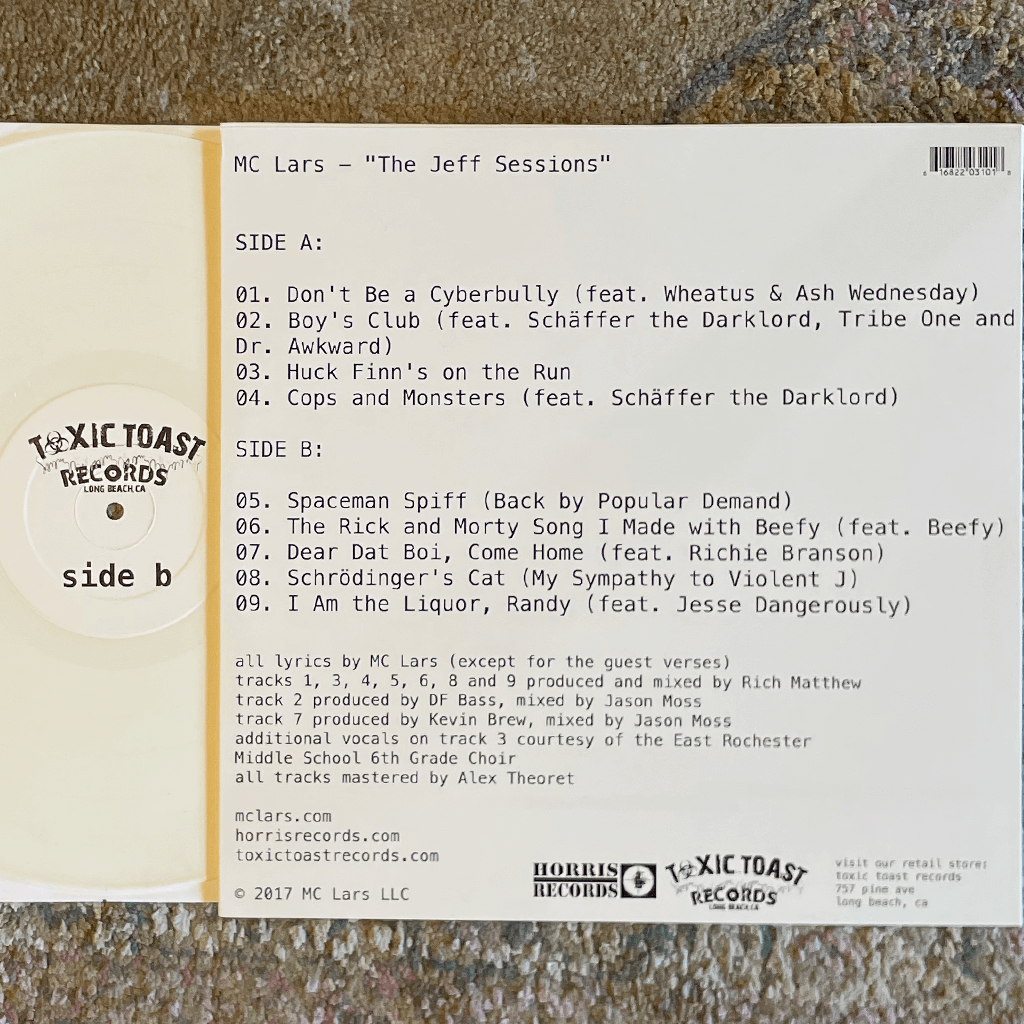 MC Lars – "The Jeff Sessions"
6 16822 03101 8
SIDE A:
01. Don't Be a Cyberbully (feat. Wheatus & Ash Wednesday)
02. Boy's Club (feat. Schäffer the Darklord, Tribe One and
Dr. Awkward)
03. Huck Finn's on the Run
04. Cops and Monsters (feat. Schäffer the Darklord)
SIDE B:
05. Spaceman Spiff (Back by Popular Demand)
06. The Rick and Morty Song I Made with Beefy (feat. Beefy)
07. Dear Dat Boi, Come Home (feat. Richie Branson)
08. Schrödinger's Cat (My Sympathy to Violent J)
09. I Am the Liquor, Randy (feat. Jesse Dangerously)
all lyrics by MC Lars (except for the guest verses)
tracks 1, 3, 4, 5, 6, 8 and 9 produced and mixed by Rich Matthew
track 2 produced by DF Bass, mixed by Jason Moss
track 7 produced by Kevin Brew, mixed by Jason Moss
additional vocals on track 3 courtesy of the East Rochester
Middle School 6th Grade Choir
all tracks mastered by Alex Theoret
mclars.com
horrisrecords.com
toxictoastrecords.com
© 2017 MC Lars LLC
HORRIS
RECORDS
TOXIC TOAST
RECORDS
LONG BEACH, CA
visit our retail store:
toxic toast records
757 pine ave
long beach, ca
TOXIC TOAST
RECORDS
LONG BEACH, CA
side b